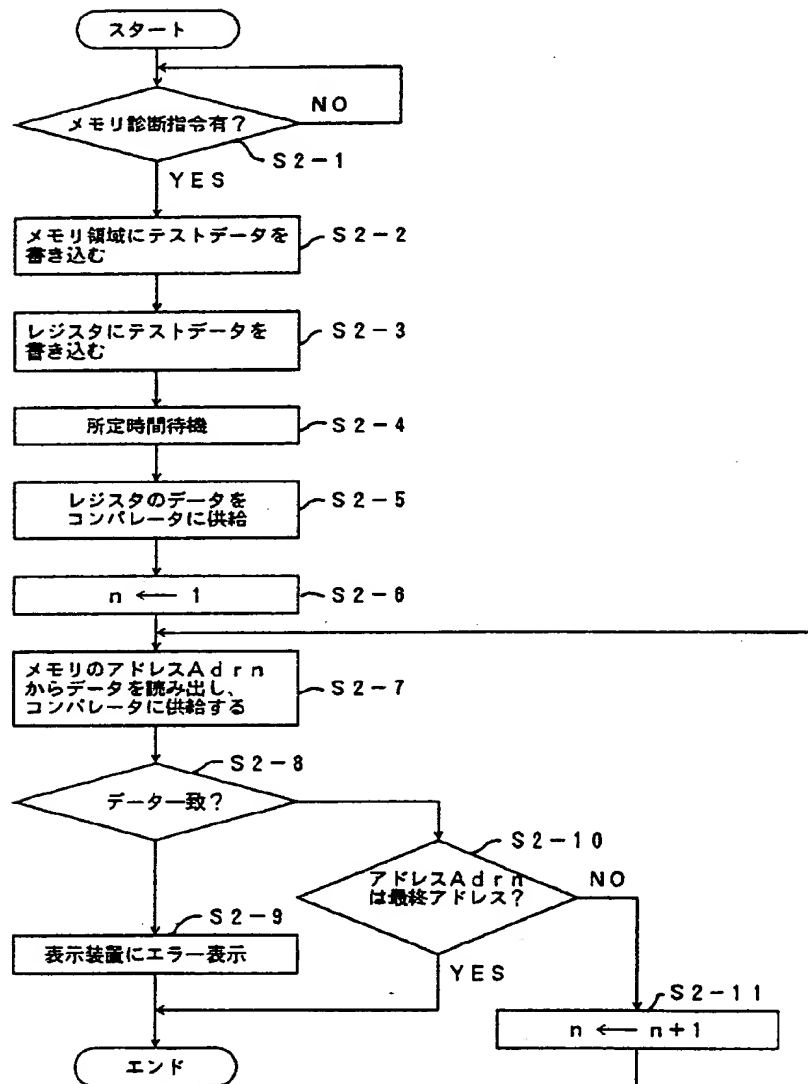 スタート
NO
メモリ診断指令有?
S2-1
YES
メモリ領域にテストデータを
書き込む
S2-2
レジスタにテストデータを
書き込む
S2-3
所定時間待機
S2-4
レジスタのデータを
コンパレータに供給
S2-5
n ← 1
S2-6
メモリのアドレスAdrn
からデータを読み出し、
コンパレータに供給する
S2-7
S2-8
データ一致?
S2-10
アドレスAdrn
は最終アドレス?
NO
S2-9
表示装置にエラー表示
YES
S2-11
n ← n+1
エンド